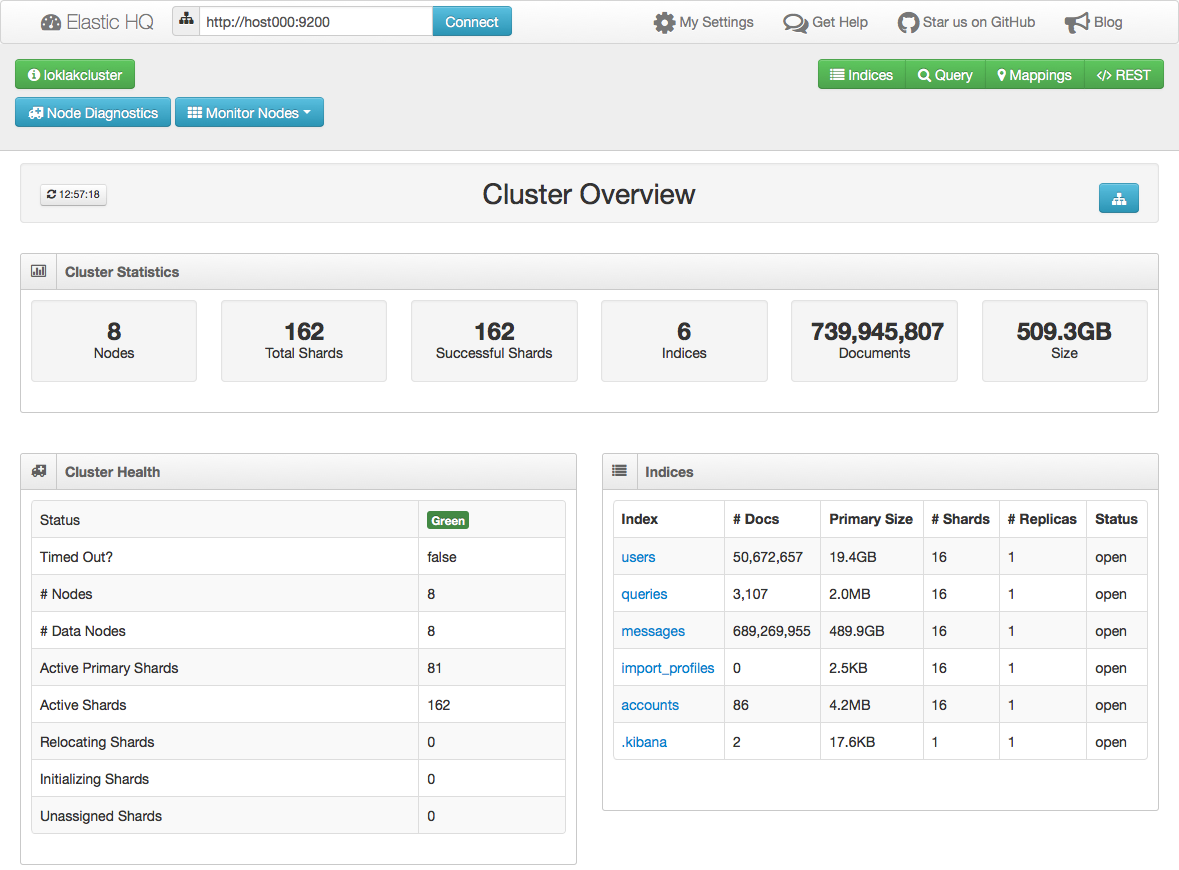 Elastic HQ http://host000:9200 Connect My Settings Get Help Star us on GitHub Blog
loklakcluster Indices Query Mappings </> REST
Node Diagnostics Monitor Nodes
12:57:18 Cluster Overview
Cluster Statistics
8 162 162 6 739,945,807 509.3GB
Nodes Total Shards Successful Shards Indices Documents Size
Cluster Health
Status Green
Timed Out? false
# Nodes 8
# Data Nodes 8
Active Primary Shards 81
Active Shards 162
Relocating Shards 0
Initializing Shards 0
Unassigned Shards 0
Indices
Index # Docs Primary Size # Shards # Replicas Status
users 50,672,657 19.4GB 16 1 open
queries 3,107 2.0MB 16 1 open
messages 689,269,955 489.9GB 16 1 open
import_profiles 0 2.5KB 16 1 open
accounts 86 4.2MB 16 1 open
.kibana 2 17.6KB 1 1 open